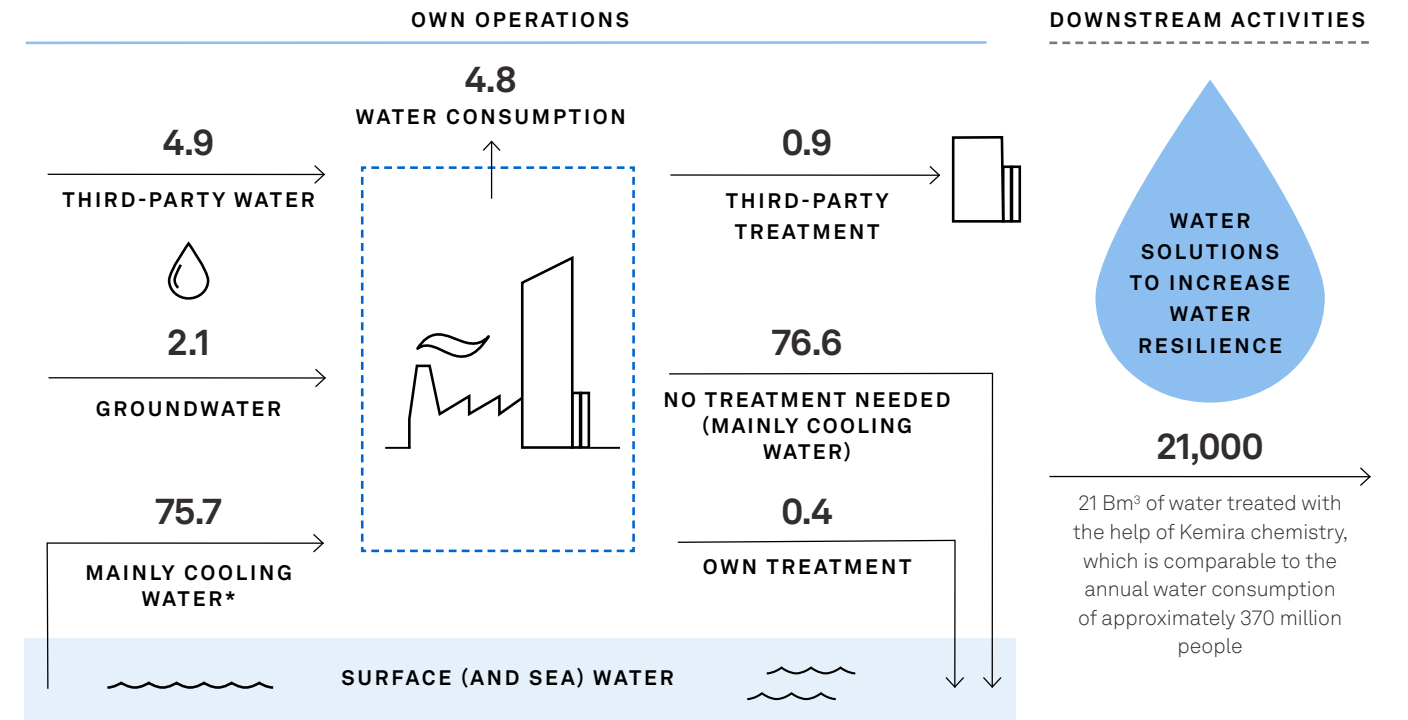 OWN OPERATIONS
DOWNSTREAM ACTIVITIES
4.8
WATER CONSUMPTION
4.9
THIRD-PARTY WATER
0.9
THIRD-PARTY
TREATMENT
2.1
GROUNDWATER
76.6
NO TREATMENT NEEDED
(MAINLY COOLING
WATER)
75.7
MAINLY COOLING
WATER*
0.4
OWN TREATMENT
SURFACE (AND SEA) WATER
WATER
SOLUTIONS
TO INCREASE
WATER
RESILIENCE
21,000
21 Bm³ of water treated with
the help of Kemira chemistry,
which is comparable to the
annual water consumption
of approximately 370 million
people